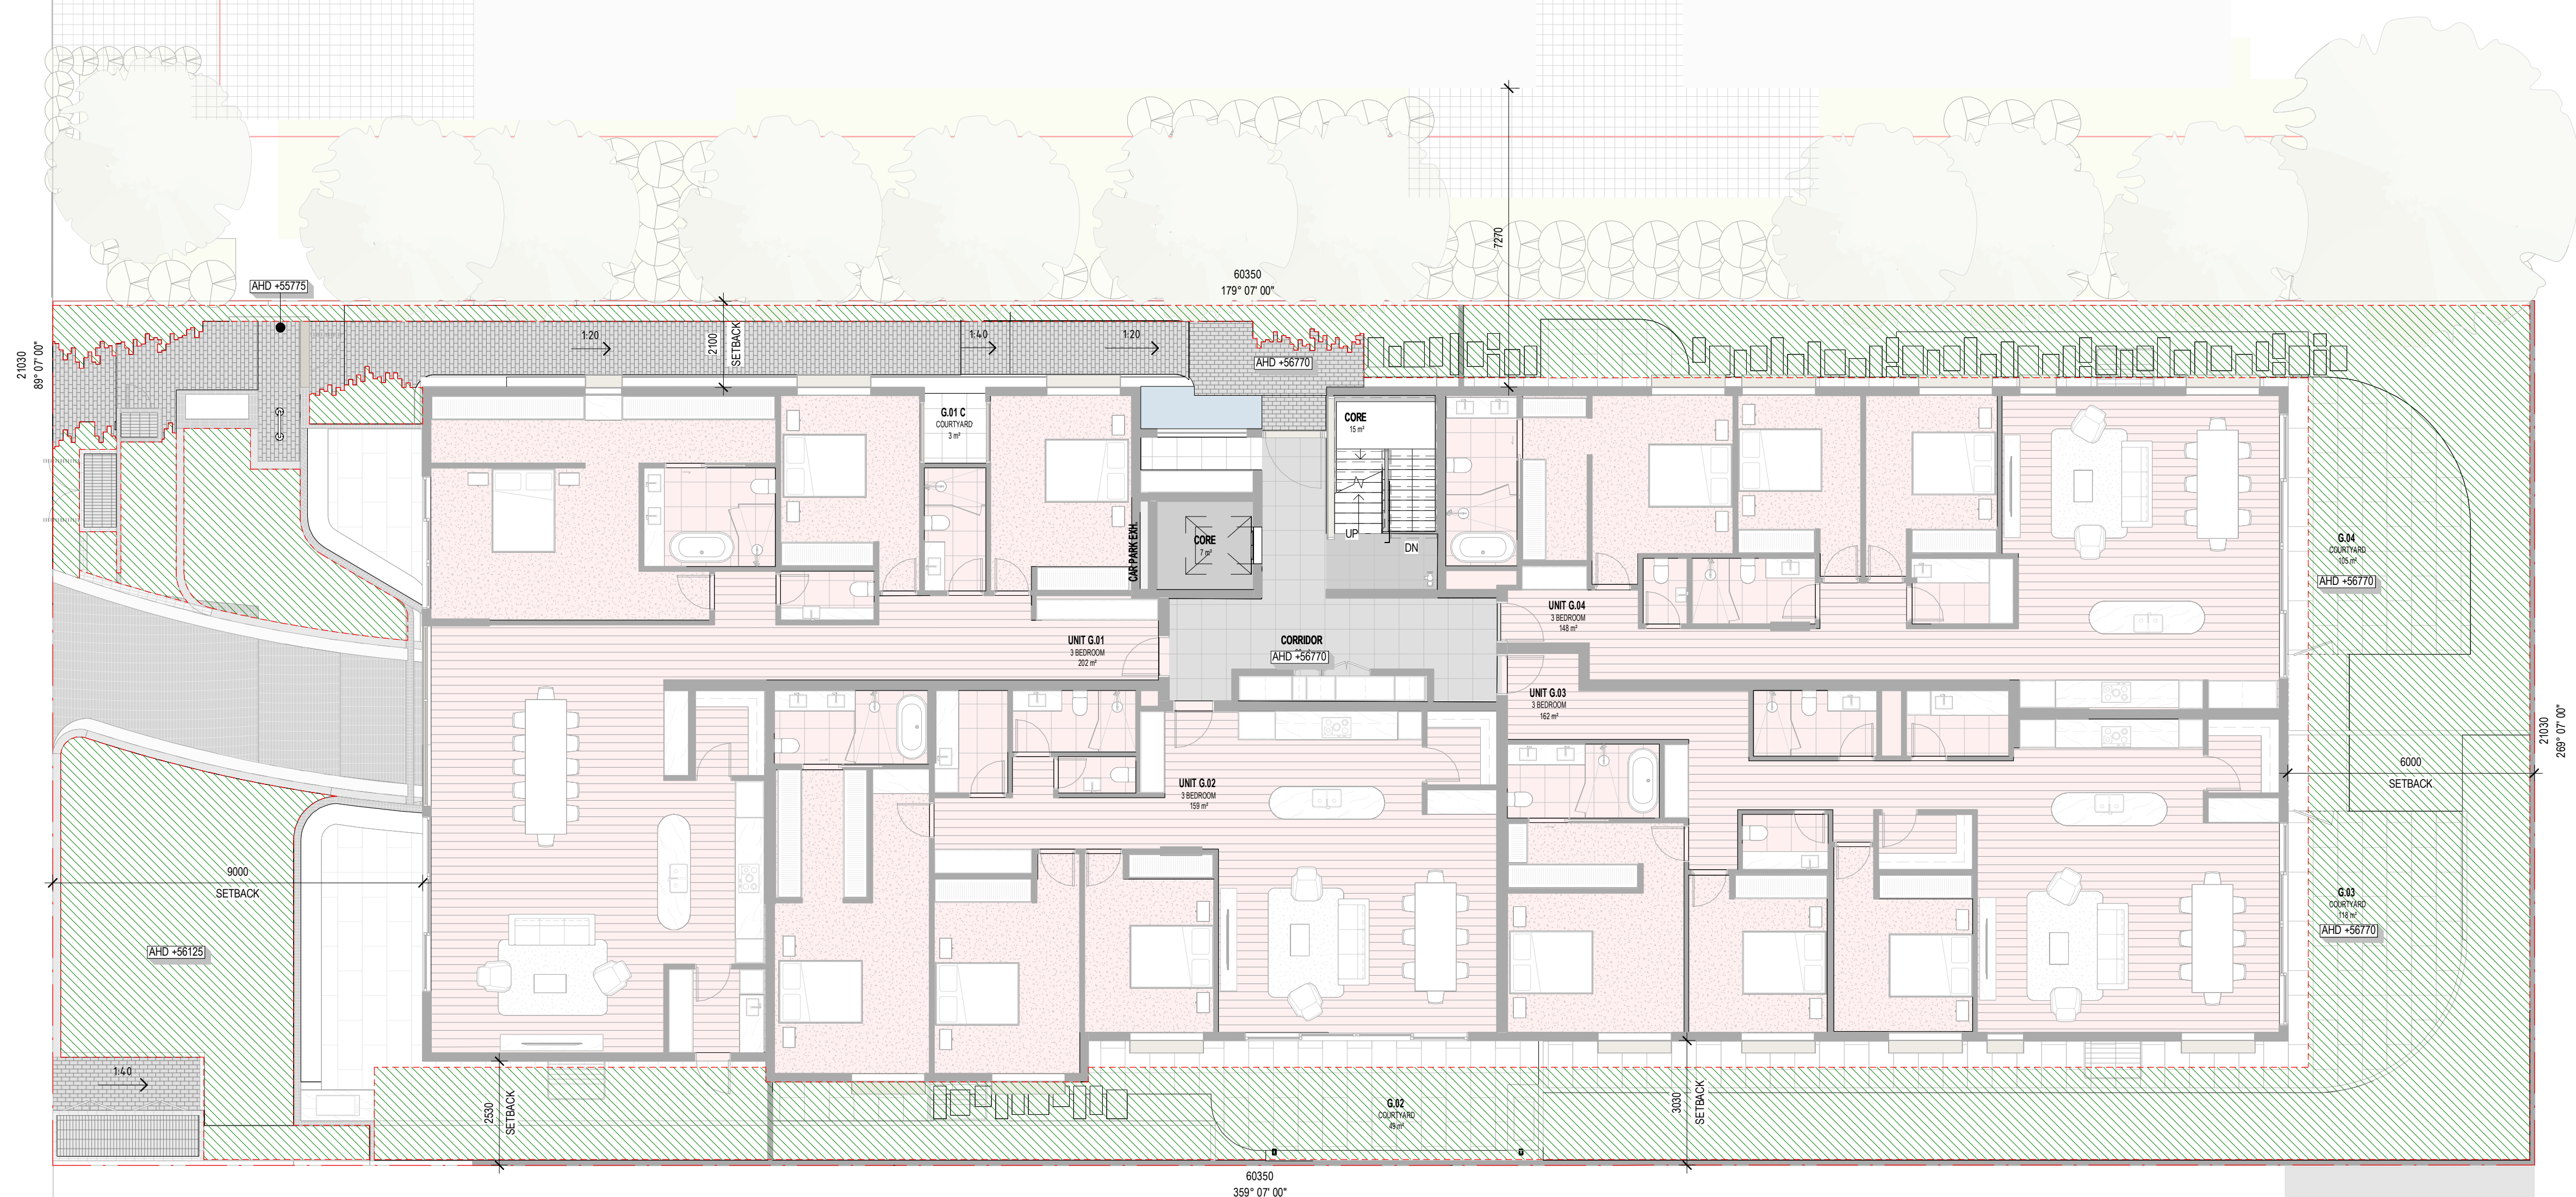 7270
60350
179° 07' 00"
AHD +55775
21030
89° 07' 00"
1:20
2100
SETBACK
1:40
1:20
AHD +56770
G.01 C
COURTYARD
3 m²
CORE
15 m²
CORE
7 m²
CAR PARK EXH.
UP
DN
G.04
COURTYARD
105 m²
AHD +56770
UNIT G.04
3 BEDROOM
148 m²
UNIT G.01
3 BEDROOM
202 m²
CORRIDOR
AHD +56770
UNIT G.03
3 BEDROOM
162 m²
21030
269° 07' 00"
6000
SETBACK
UNIT G.02
3 BEDROOM
159 m²
9000
SETBACK
G.03
COURTYARD
118 m²
AHD +56770
AHD +56125
1:40
2530
SETBACK
G.02
COURTYARD
49 m²
3030
SETBACK
60350
359° 07' 00"